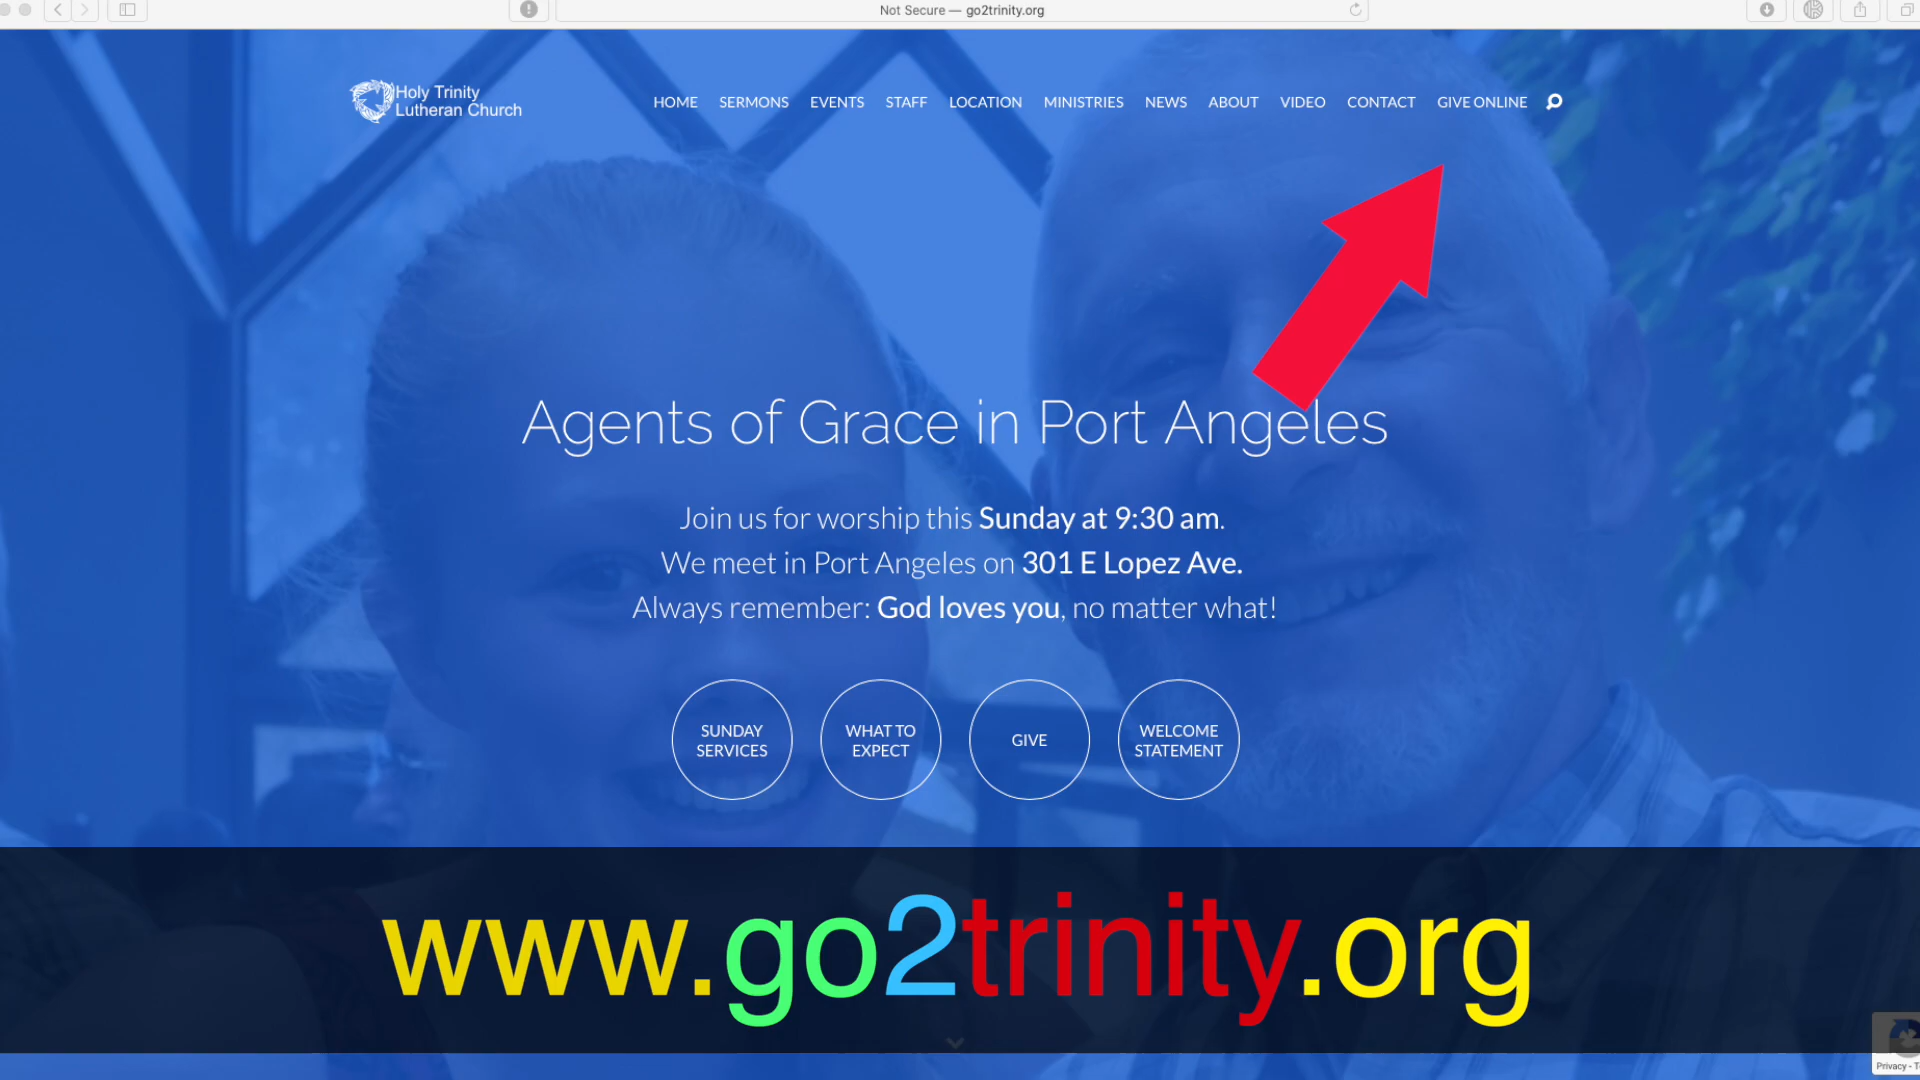 Not Secure — go2trinity.org
Holy Trinity
Lutheran Church
HOME SERMONS EVENTS STAFF LOCATION MINISTRIES NEWS ABOUT VIDEO CONTACT GIVE ONLINE
Agents of Grace in Port Angeles
Join us for worship this Sunday at 9:30 am.
We meet in Port Angeles on 301 E Lopez Ave.
Always remember: God loves you, no matter what!
SUNDAY
SERVICES
WHAT TO
EXPECT
GIVE
WELCOME
STATEMENT
www.go2trinity.org
Privacy -